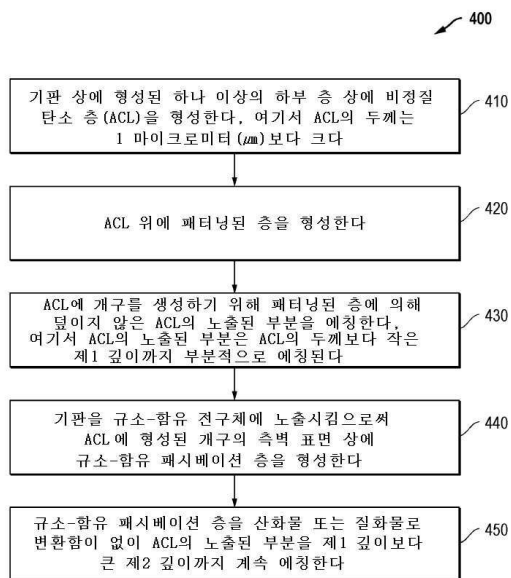 400
기판 상에 형성된 하나 이상의 하부 층 상에 비정질
탄소 층(ACL)을 형성한다, 여기서 ACL의 두께는
1 마이크로미터(㎛)보다 크다
410
ACL 위에 패터닝된 층을 형성한다
420
ACL에 개구를 생성하기 위해 패터닝된 층에 의해
덮이지 않은 ACL의 노출된 부분을 에칭한다,
여기서 ACL의 노출된 부분은 ACL의 두께보다 작은
제1 깊이까지 부분적으로 에칭된다
430
기판을 규소-함유 전구체에 노출시킴으로써
ACL에 형성된 개구의 측벽 표면 상에
규소-함유 패시베이션 층을 형성한다
440
규소-함유 패시베이션 층을 산화물 또는 질화물로
변환함이 없이 ACL의 노출된 부분을 제1 깊이보다
큰 제2 깊이까지 계속 에칭한다
450